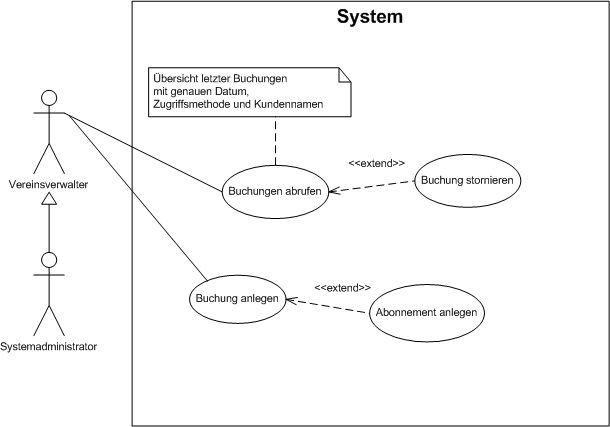 System
Übersicht letzter Buchungen
mit genauen Datum,
Zugriffsmethode und Kundennamen
Vereinsverwalter
Buchungen abrufen
<<extend>>
Buchung stornieren
Buchung anlegen
<<extend>>
Abonnement anlegen
Systemadministrator